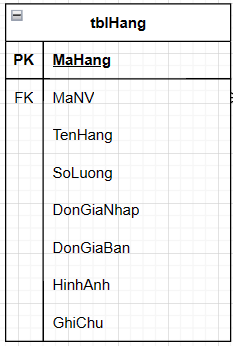 tblHang
PK MaHang
FK MaNV
TenHang
SoLuong
DonGiaNhap
DonGiaBan
HinhAnh
GhiChu